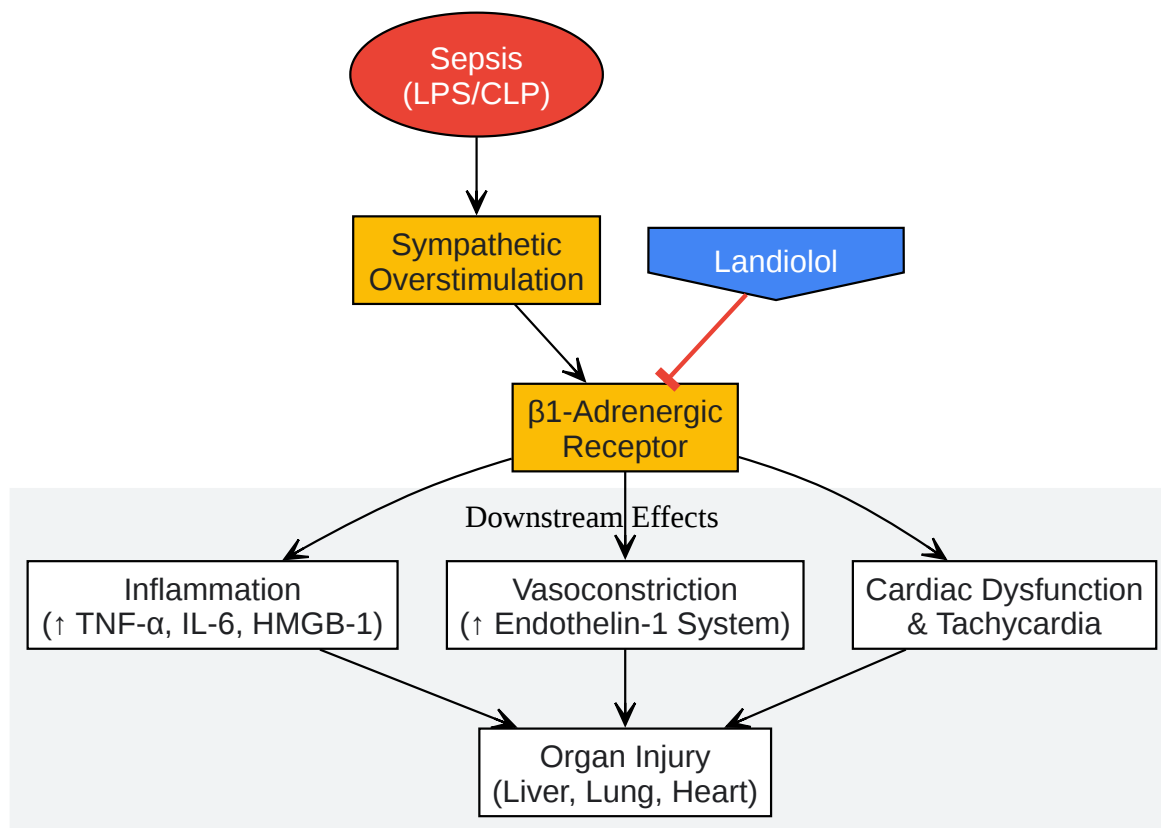 Sepsis
(LPS/CLP)
Sympathetic
Overstimulation
Landiolol
β1-Adrenergic
Receptor
Downstream Effects
Inflammation
(↑ TNF-α, IL-6, HMGB-1)
Vasoconstriction
(↑ Endothelin-1 System)
Cardiac Dysfunction
& Tachycardia
Organ Injury
(Liver, Lung, Heart)